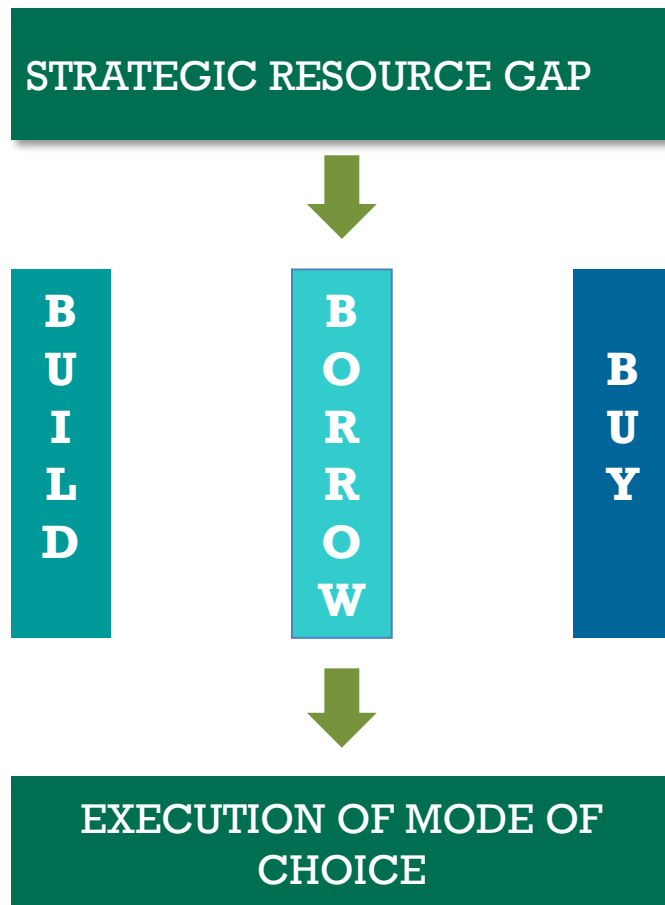 STRATEGIC RESOURCE GAP
BUILD
BORROW
BUY
EXECUTION OF MODE OF
CHOICE